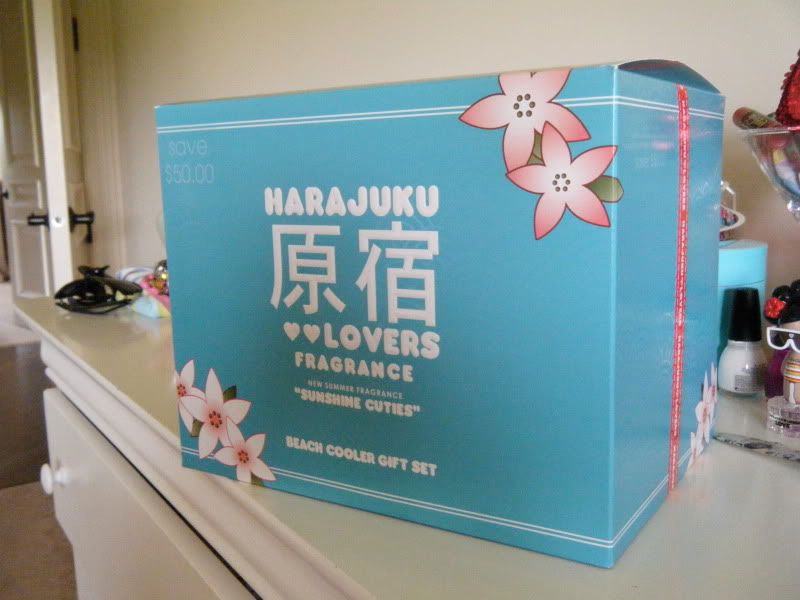 save
$50.00
HARAJUKU
原宿
♥♥LOVERS
FRAGRANCE
NEW SUMMER FRAGRANCE
"SUNSHINE CUTIES"
BEACH COOLER GIFT SET